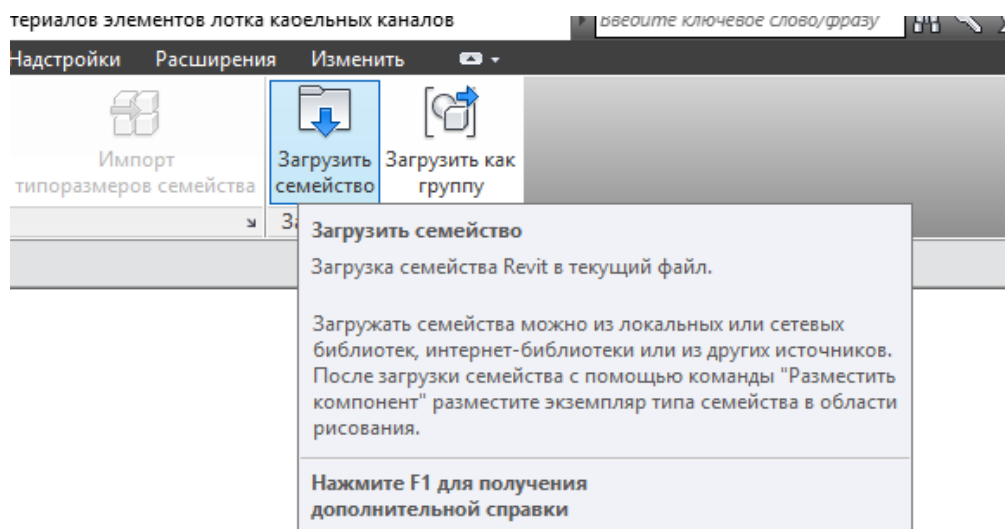 териалов элементов лотка кабельных каналов
Введите ключевое слово/фразу
Надстройки Расширения Изменить
Импорт
типоразмеров семейства
Загрузить
семейство
Загрузить как
группу
За
Загрузить семейство
Загрузка семейства Revit в текущий файл.
Загружать семейства можно из локальных или сетевых
библиотек, интернет-библиотеки или из других источников.
После загрузки семейства с помощью команды "Разместить
компонент" разместите экземпляр типа семейства в области
рисования.
Нажмите F1 для получения
дополнительной справки